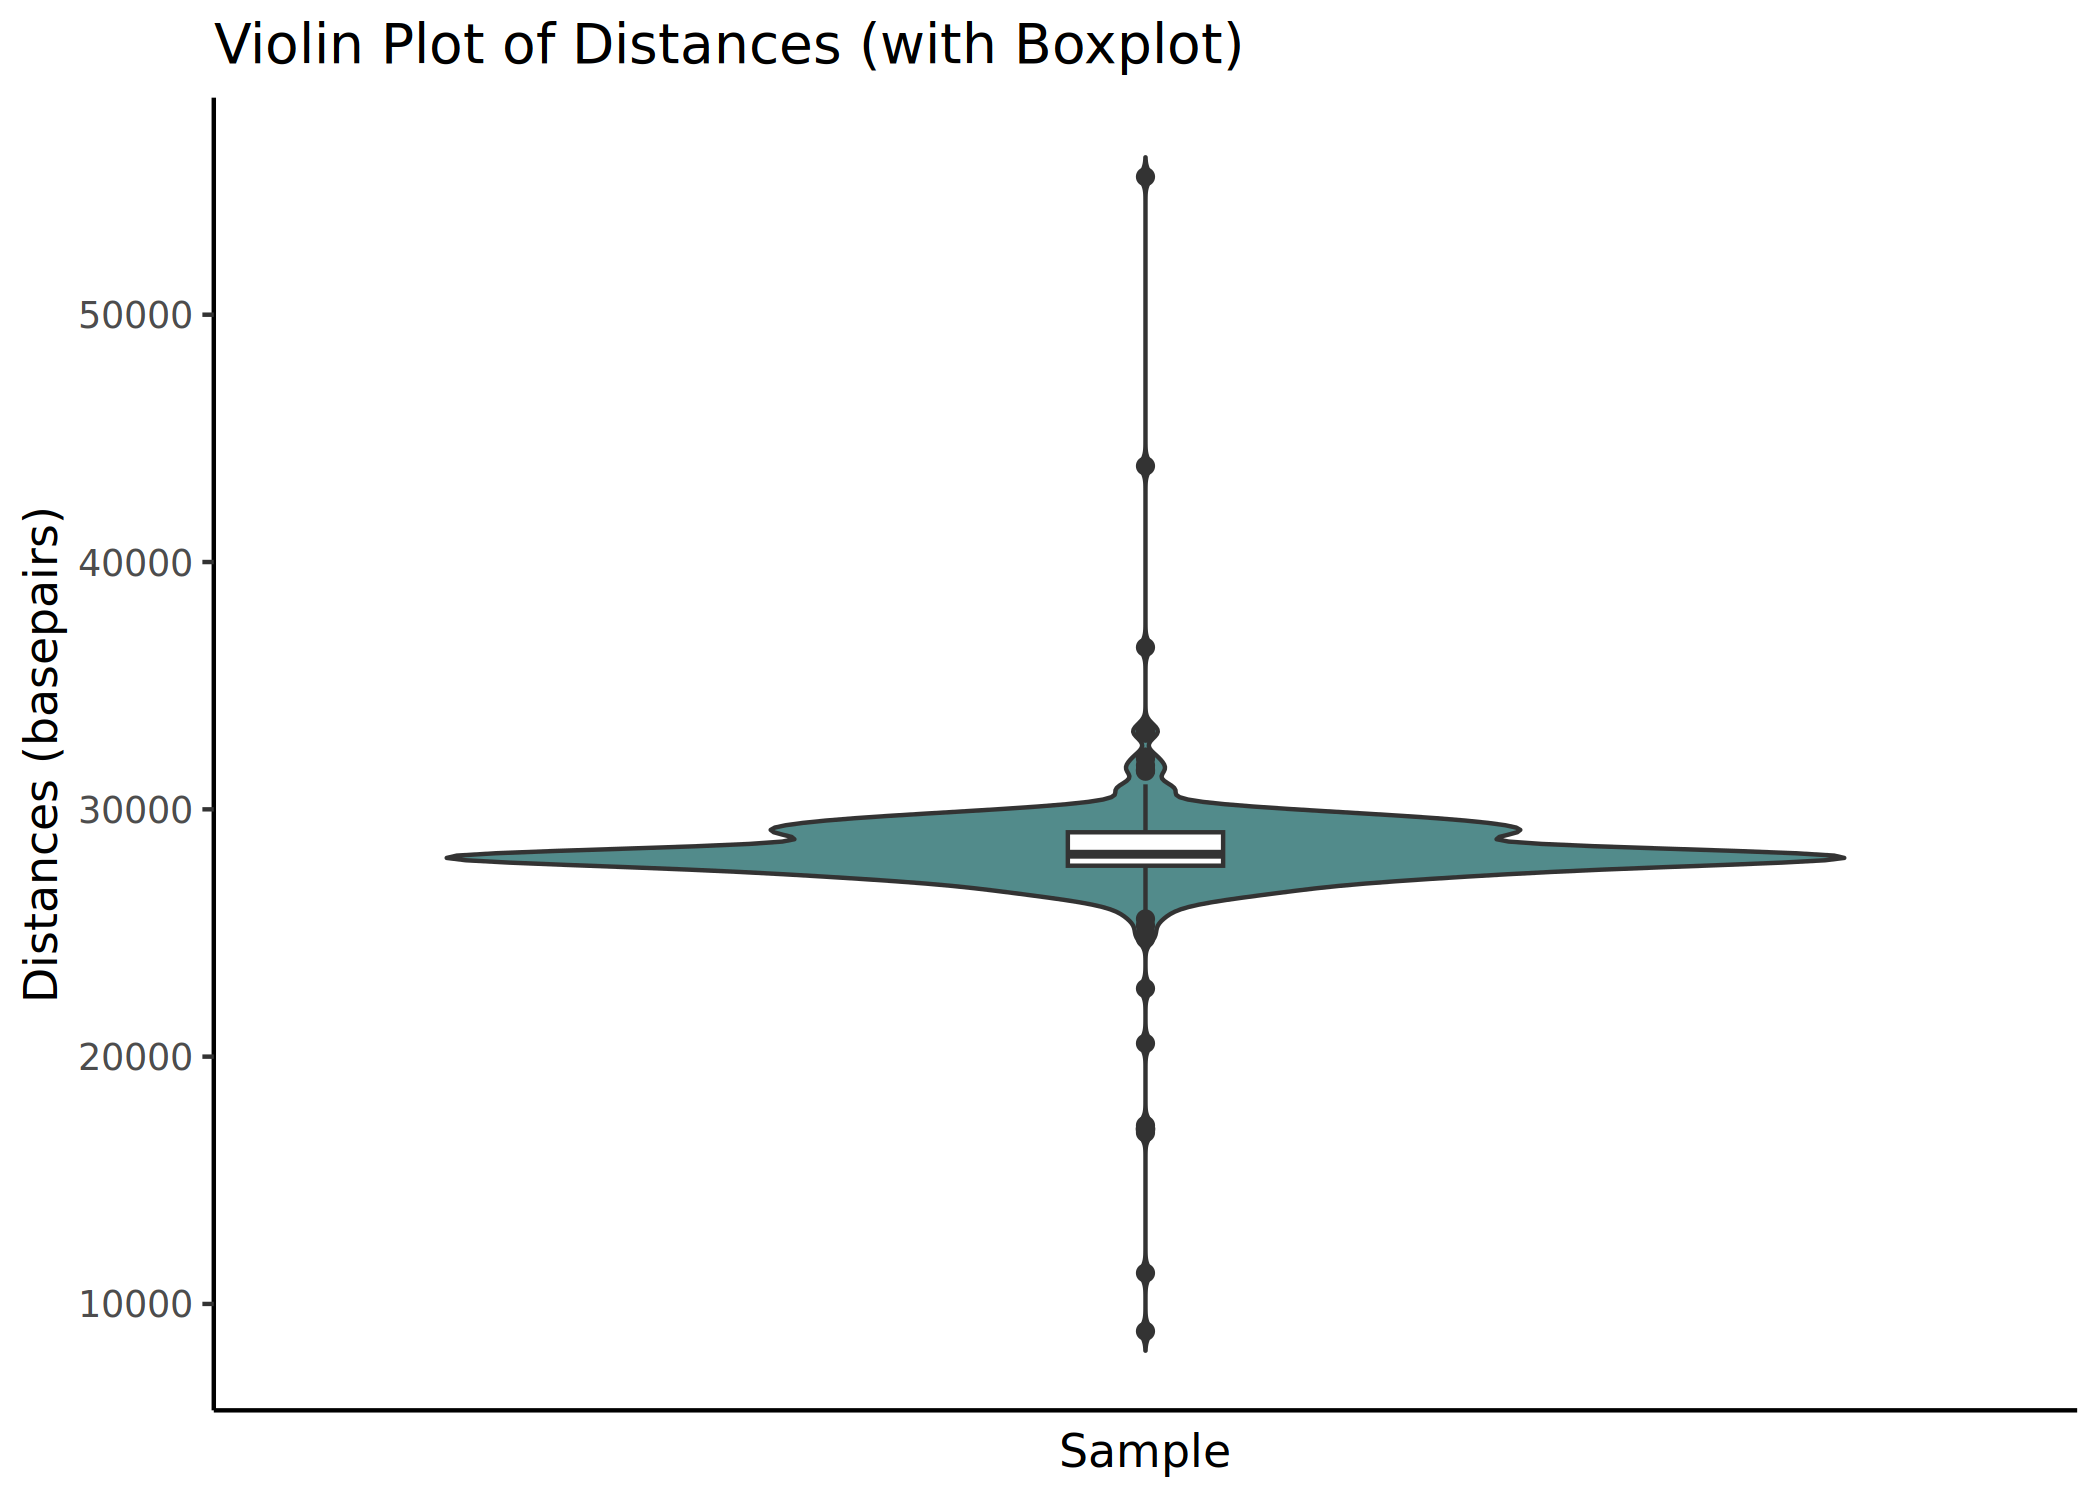 Violin Plot of Distances (with Boxplot)
Distances (basepairs)
50000
40000
30000
20000
10000
Sample